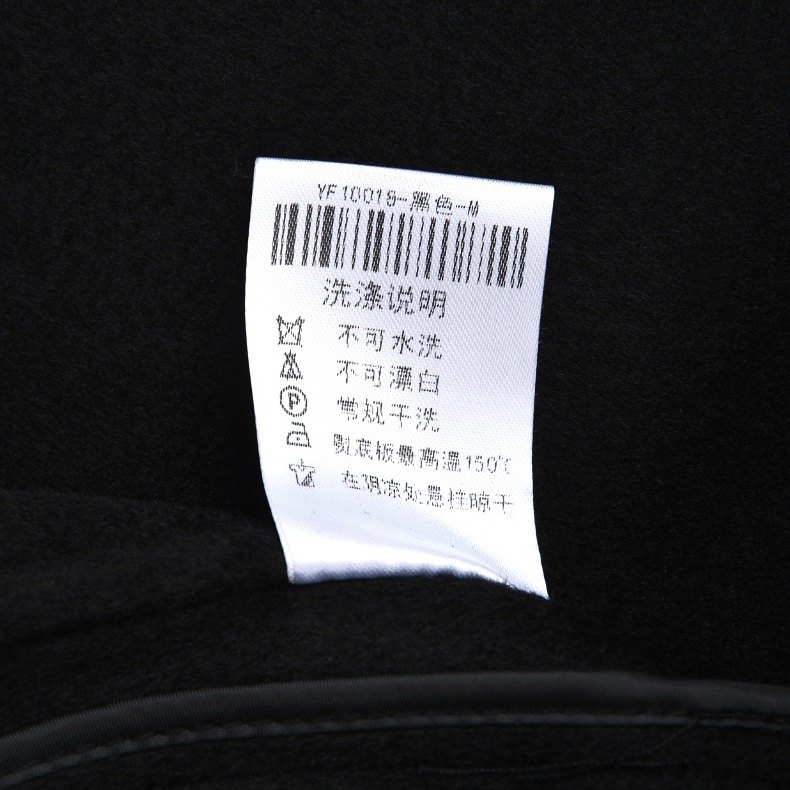 YF10018-黑色-M
洗涤说明
不可水洗
不可漂白
常规干洗
P
熨底板最高温150℃
在阴凉处悬挂晾干